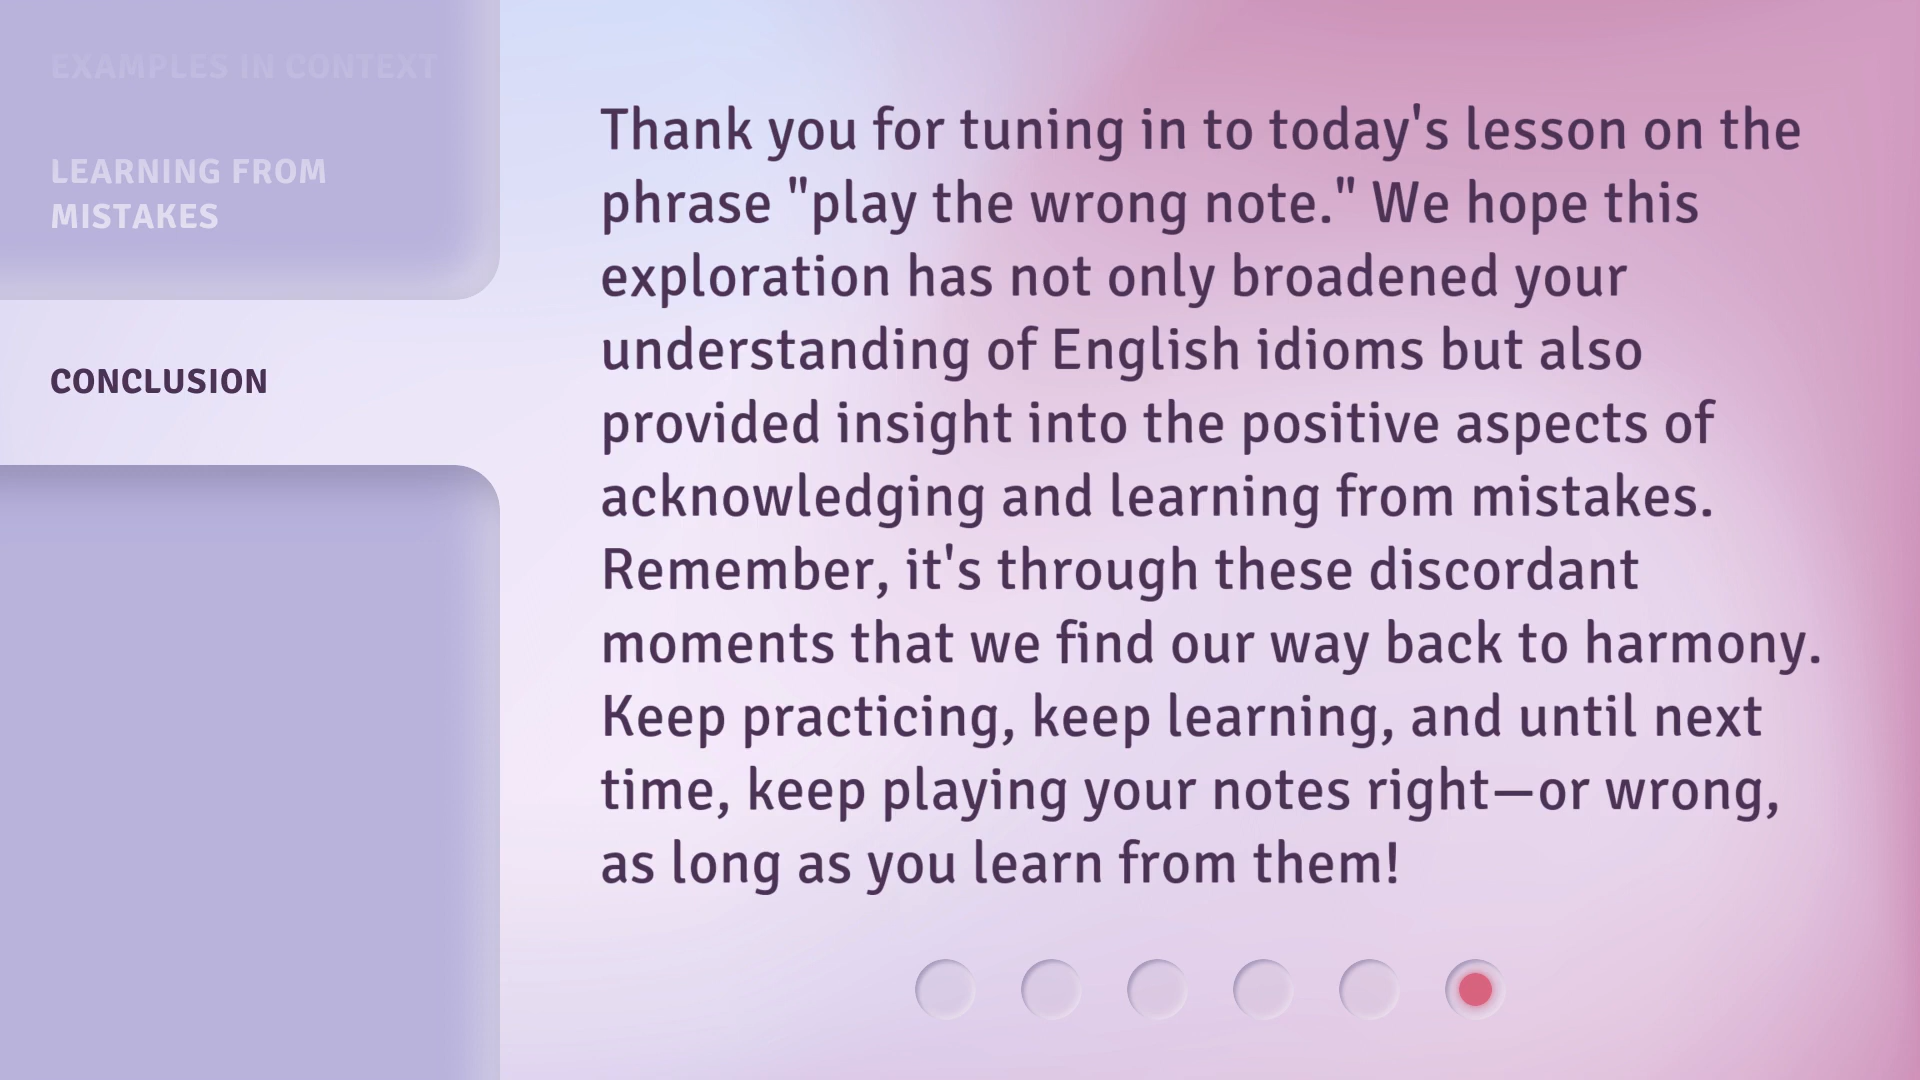 EXAMPLES IN CONTEXT
LEARNING FROM
MISTAKES
CONCLUSION
Thank you for tuning in to today's lesson on the
phrase "play the wrong note." We hope this
exploration has not only broadened your
understanding of English idioms but also
provided insight into the positive aspects of
acknowledging and learning from mistakes.
Remember, it's through these discordant
moments that we find our way back to harmony.
Keep practicing, keep learning, and until next
time, keep playing your notes right—or wrong,
as long as you learn from them!